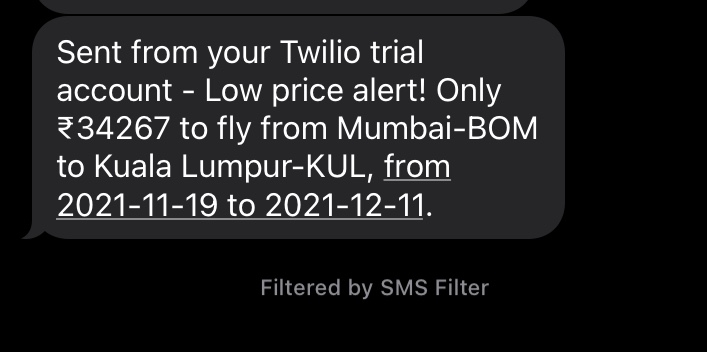 Sent from your Twilio trial
account - Low price alert! Only
₹34267 to fly from Mumbai-BOM
to Kuala Lumpur-KUL, from
2021-11-19 to 2021-12-11.
Filtered by SMS Filter